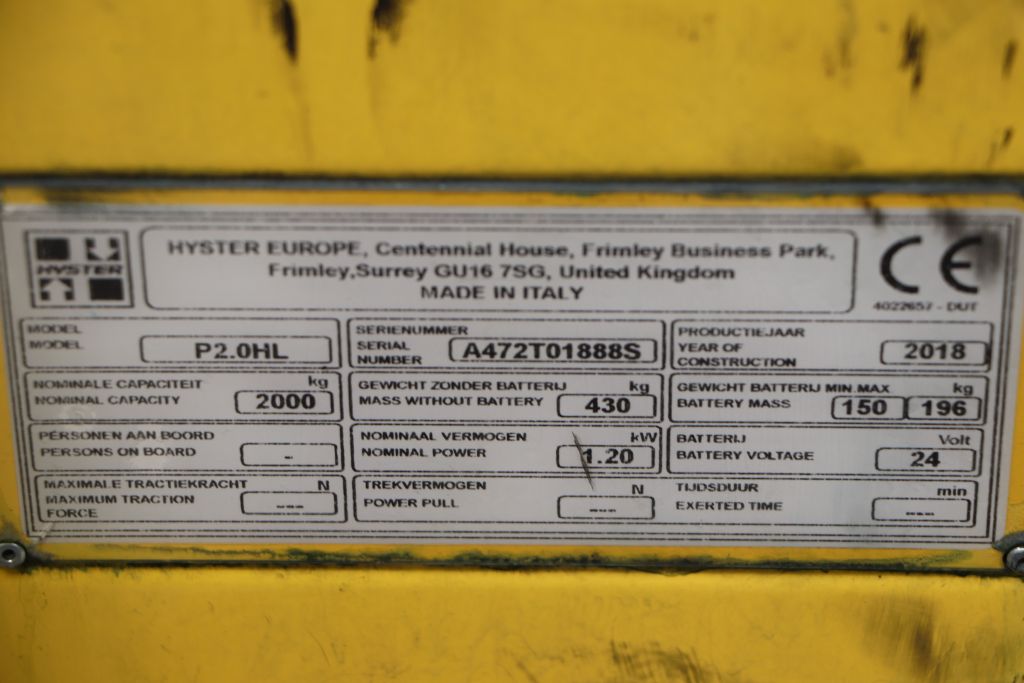 HYSTER
HYSTER EUROPE, Centennial House, Frimley Business Park,
Frimley,Surrey GU16 7SG, United Kingdom
MADE IN ITALY
CE
4022657 - DUT
MODEL
MODEL
P2.0HL
SERIENUMMER
SERIAL
NUMBER
A472T01888S
PRODUCTIEJAAR
YEAR OF
CONSTRUCTION
2018
NOMINALE CAPACITEIT kg
NOMINAL CAPACITY 2000
GEWICHT ZONDER BATTERIJ kg
MASS WITHOUT BATTERY 430
GEWICHT BATTERIJ MIN.MAX kg
BATTERY MASS 150 196
PERSONEN AAN BOORD
PERSONS ON BOARD
NOMINAAL VERMOGEN kW
NOMINAL POWER 1.20
BATTERIJ Volt
BATTERY VOLTAGE 24
MAXIMALE TRACTIEKRACHT N
MAXIMUM TRACTION
FORCE
TREKVERMOGEN N
POWER PULL
TIJDSDUUR min
EXERTED TIME